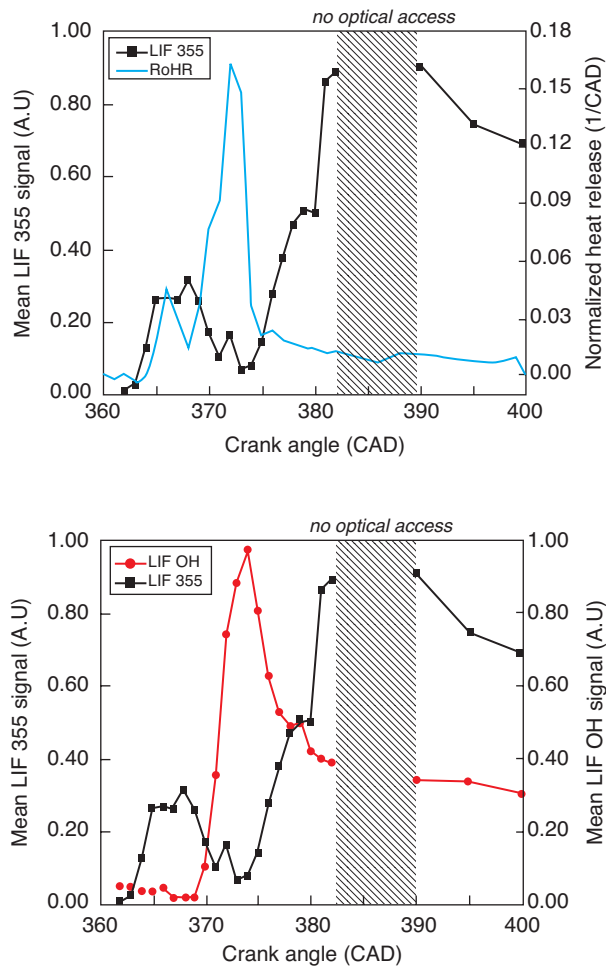 no optical access
1.00
0.80
0.60
0.40
0.20
0.00
Mean LIF 355 signal (A.U)
LIF 355
RoHR
0.18
0.15
0.12
0.09
0.06
0.03
0.00
Normalized heat release (1/CAD)
360 370 380 390 400
Crank angle (CAD)
no optical access
1.00
0.80
0.60
0.40
0.20
0.00
Mean LIF 355 signal (A.U)
LIF OH
LIF 355
1.00
0.80
0.60
0.40
0.20
0.00
Mean LIF OH signal (A.U)
360 370 380 390 400
Crank angle (CAD)